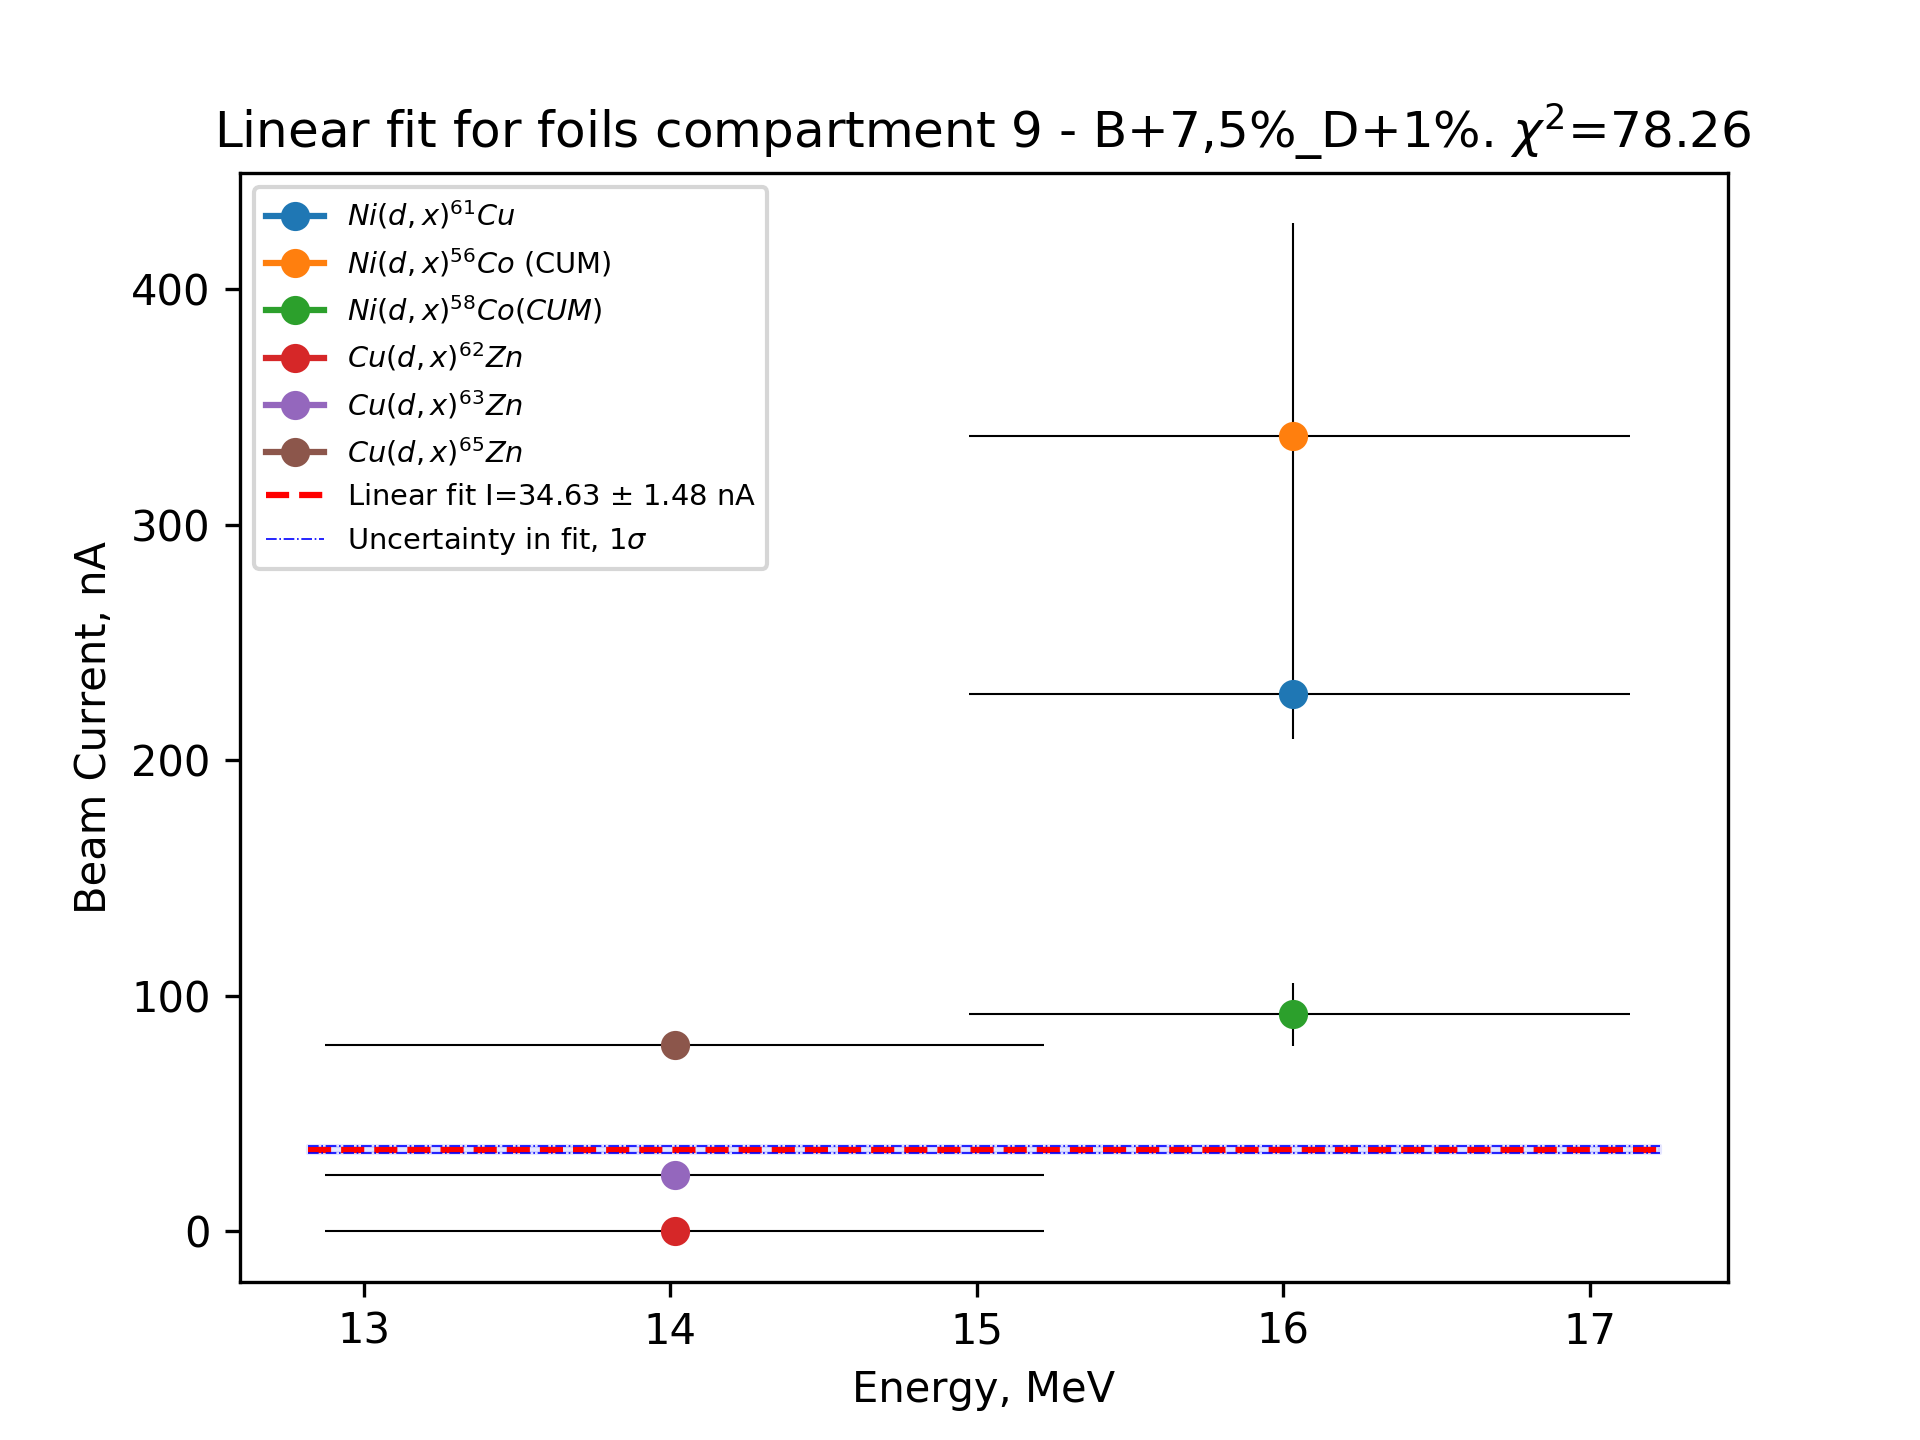 Linear fit for foils compartment 9 - B+7,5%_D+1%. χ²=78.26
Ni(d, x)⁶¹Cu
Ni(d, x)⁵⁶Co (CUM)
Ni(d, x)⁵⁸Co(CUM)
Cu(d, x)⁶²Zn
Cu(d, x)⁶³Zn
Cu(d, x)⁶⁵Zn
Linear fit I=34.63 ± 1.48 nA
Uncertainty in fit, 1σ
Beam Current, nA
400
300
200
100
0
13 14 15 16 17
Energy, MeV